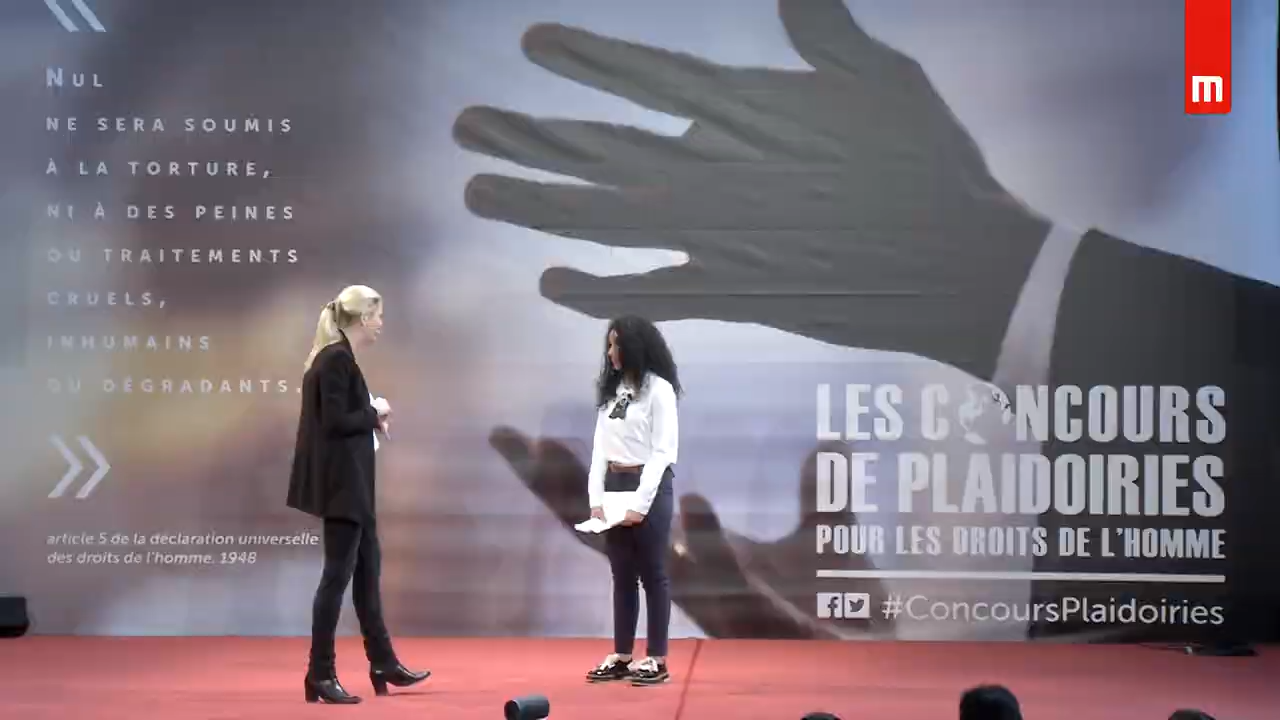 «
NUL
NE SERA SOUMIS
À LA TORTURE,
NI À DES PEINES
OU TRAITEMENTS
CRUELS,
INHUMAINS
OU DÉGRADANTS.
»
article 5 de la déclaration universelle
des droits de l'homme. 1948
m
LES CONCOURS
DE PLAIDOIRIES
POUR LES DROITS DE L'HOMME
#ConcoursPlaidoiries